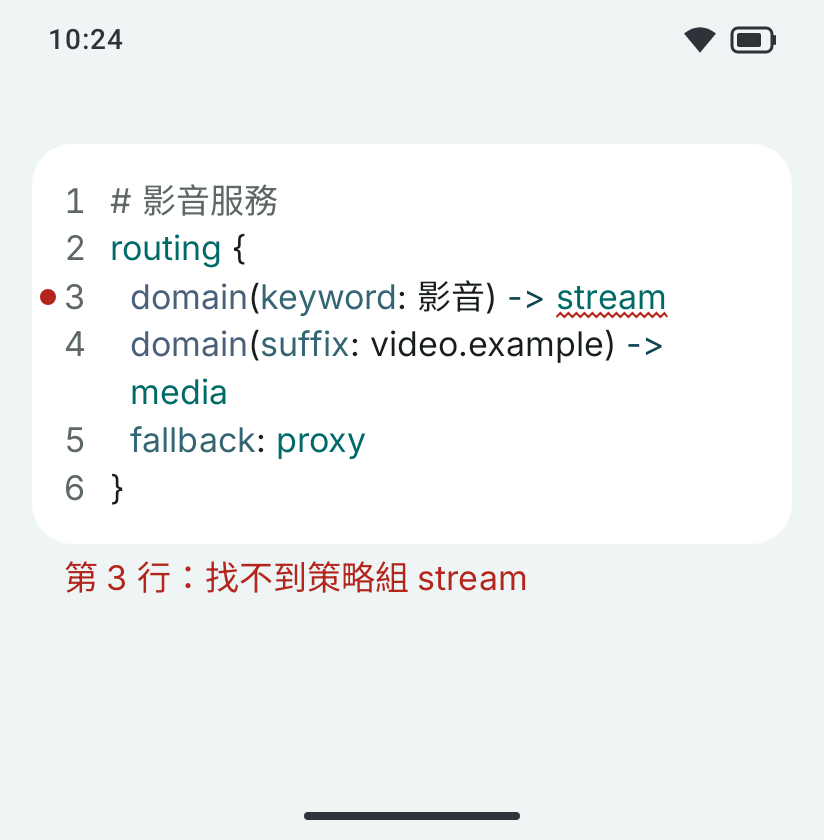 10:24
1 # 影音服務
2 routing {
3 domain(keyword: 影音) -> stream
4 domain(suffix: video.example) ->
media
5 fallback: proxy
6 }
第 3 行：找不到策略組 stream